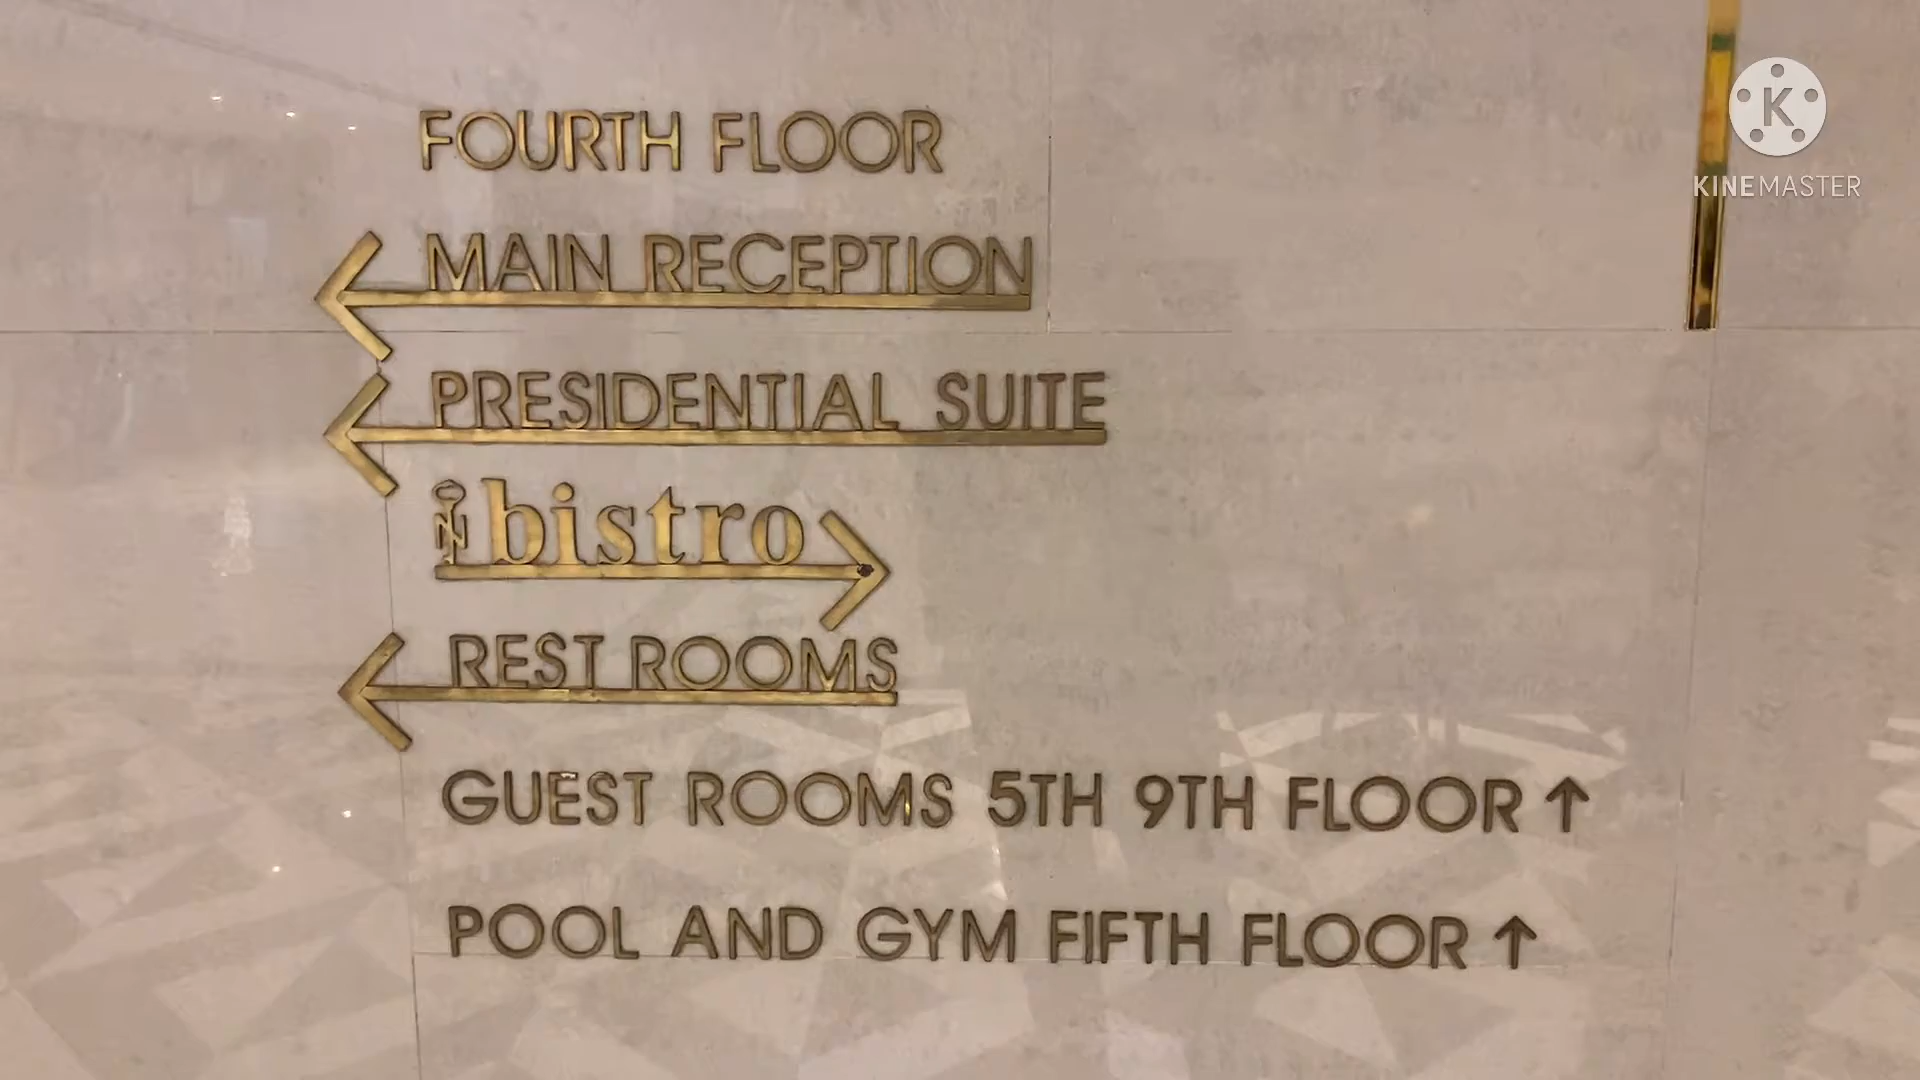 FOURTH FLOOR
MAIN RECEPTION
PRESIDENTIAL SUITE
bistro
REST ROOMS
GUEST ROOMS 5TH 9TH FLOOR ↑
POOL AND GYM FIFTH FLOOR ↑
K
KINEMASTER